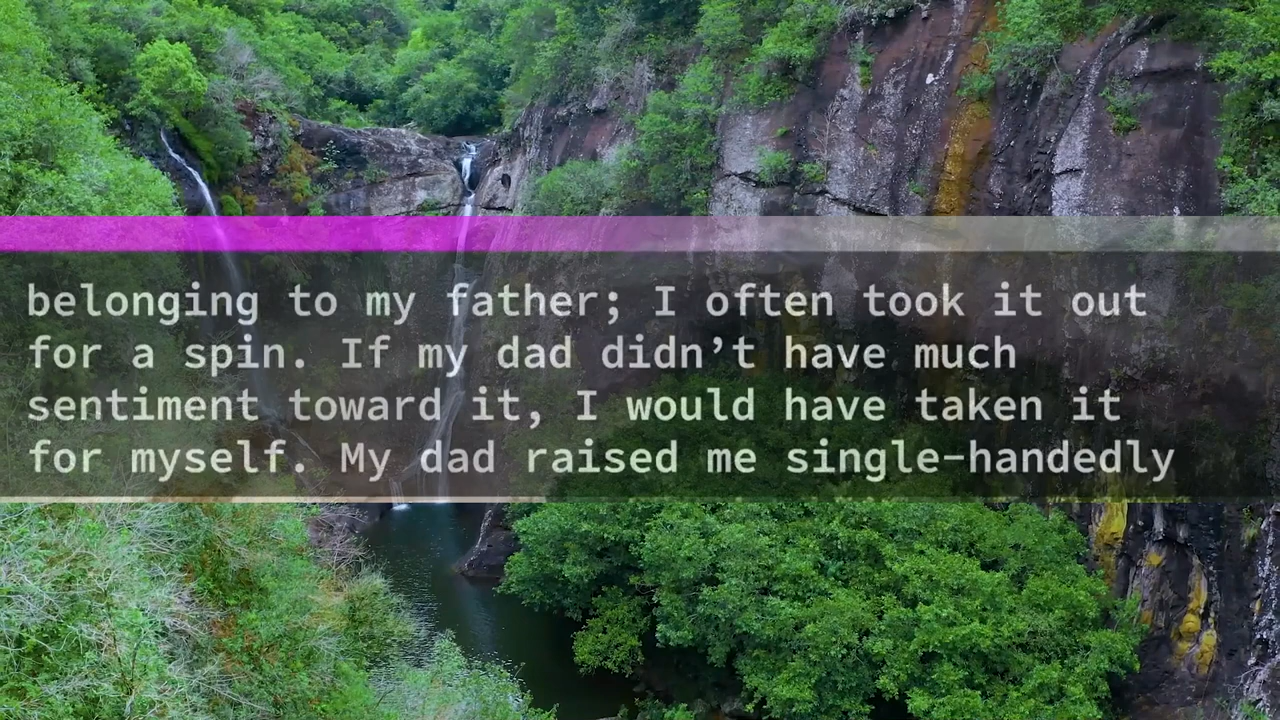 belonging to my father; I often took it out
for a spin. If my dad didn’t have much
sentiment toward it, I would have taken it
for myself. My dad raised me single-handedly